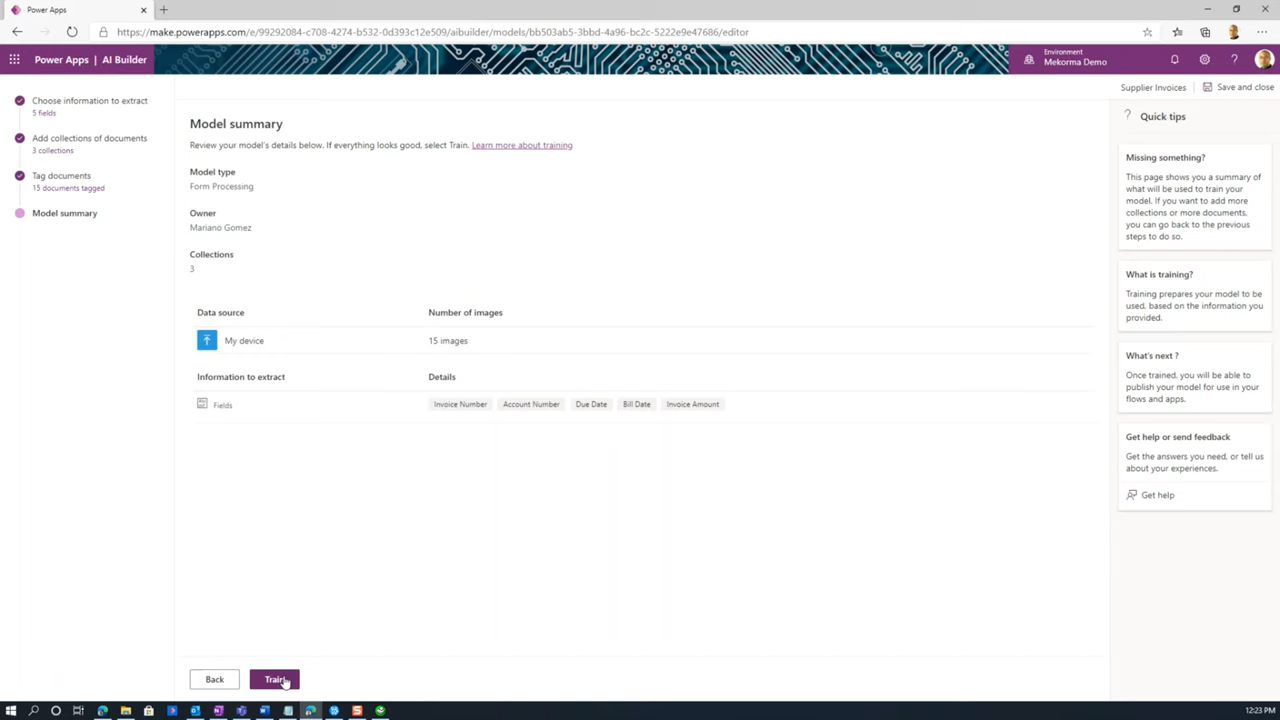 Power Apps
https://make.powerapps.com/e/99292084-c708-4274-b532-0d393c12e509/aibuilder/models/bb503ab5-3bbd-4a96-bc2c-5222e9e47686/editor
Power Apps | AI Builder
Environment
Mekorma Demo
Supplier Invoices
Save and close
Choose information to extract
5 fields
Add collections of documents
3 collections
Tag documents
15 documents tagged
Model summary
Model summary
Review your model's details below. If everything looks good, select Train. Learn more about training
Model type
Form Processing
Owner
Mariano Gomez
Collections
3
Data source Number of images
My device 15 images
Information to extract Details
Fields Invoice Number Account Number Due Date Bill Date Invoice Amount
Back Train
Quick tips
Missing something?
This page shows you a summary of
what will be used to train your
model. If you want to add more
collections or more documents,
you can go back to the previous
steps to do so.
What is training?
Training prepares your model to be
used, based on the information you
provided.
What's next ?
Once trained, you will be able to
publish your model for use in your
flows and apps.
Get help or send feedback
Get the answers you need, or tell us
about your experiences.
Get help
12:23 PM